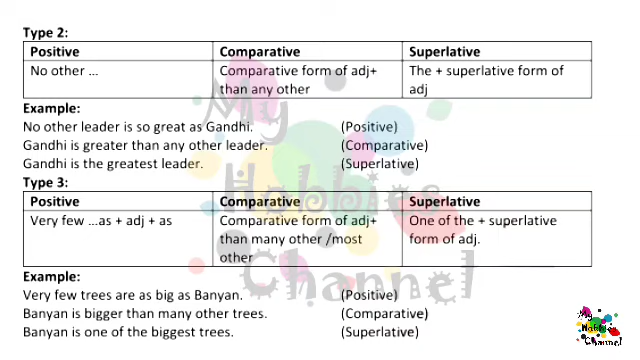 Type 2:
Positive Comparative Superlative
No other ... Comparative form of adj+ than any other The + superlative form of adj
Example:
No other leader is so great as Gandhi. (Positive)
Gandhi is greater than any other leader. (Comparative)
Gandhi is the greatest leader. (Superlative)
Type 3:
Positive Comparative Superlative
Very few ...as + adj + as Comparative form of adj+ than many other /most other One of the + superlative form of adj.
Example:
Very few trees are as big as Banyan. (Positive)
Banyan is bigger than many other trees. (Comparative)
Banyan is one of the biggest trees. (Superlative)
My
Hobbies
Channel
My
Hobbies
Channel